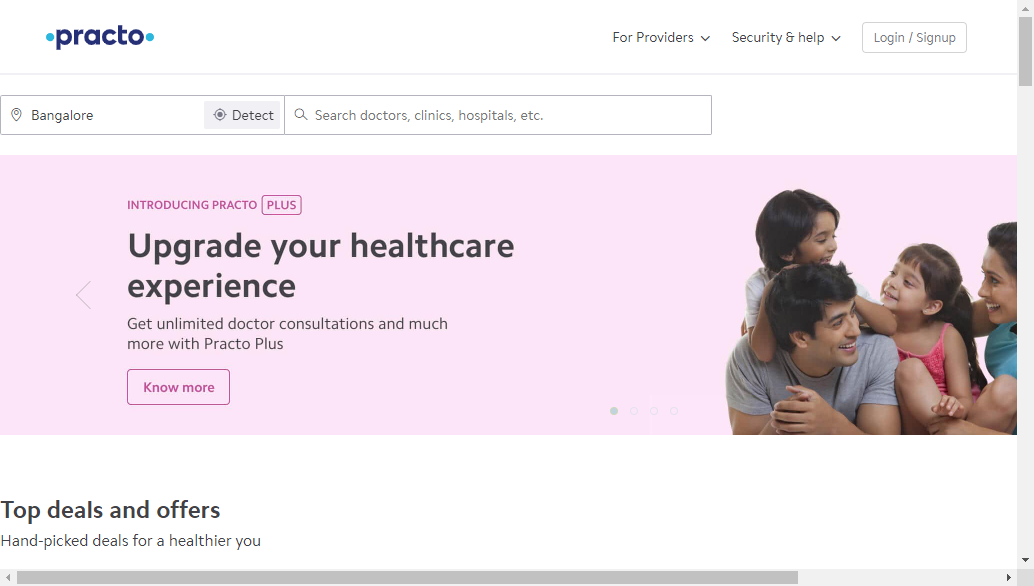 practo
For Providers
Security & help
Login / Signup
Bangalore
Detect
Search doctors, clinics, hospitals, etc.
INTRODUCING PRACTO PLUS
Upgrade your healthcare
experience
Get unlimited doctor consultations and much
more with Practo Plus
Know more
Top deals and offers
Hand-picked deals for a healthier you